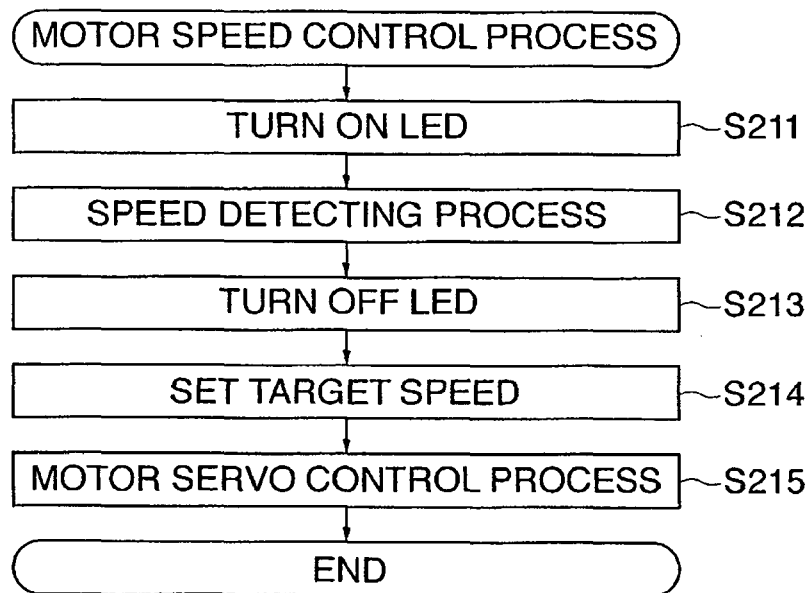 MOTOR SPEED CONTROL PROCESS
TURN ON LED S211
SPEED DETECTING PROCESS S212
TURN OFF LED S213
SET TARGET SPEED S214
MOTOR SERVO CONTROL PROCESS S215
END